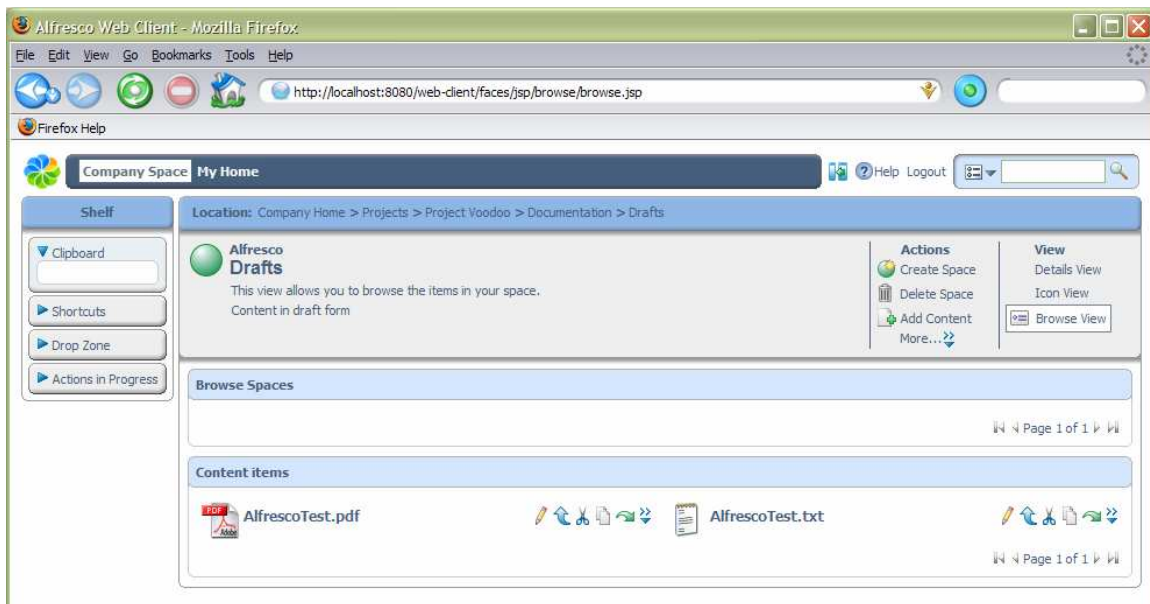 Alfresco Web Client - Mozilla Firefox
File Edit View Go Bookmarks Tools Help
http://localhost:8080/web-client/faces/jsp/browse/browse.jsp
Firefox Help
Company Space My Home
Help Logout
Shelf
Location: Company Home > Projects > Project Voodoo > Documentation > Drafts
Clipboard
Shortcuts
Drop Zone
Actions in Progress
Alfresco
Drafts
This view allows you to browse the items in your space.
Content in draft form
Actions
Create Space
Delete Space
Add Content
More...
View
Details View
Icon View
Browse View
Browse Spaces
Page 1 of 1
Content items
PDF Adobe AlfrescoTest.pdf AlfrescoTest.txt
Page 1 of 1